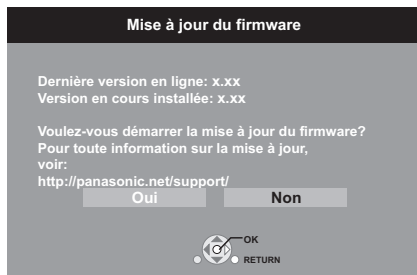 Mise à jour du firmware
Dernière version en ligne: x.xx
Version en cours installée: x.xx
Voulez-vous démarrer la mise à jour du firmware?
Pour toute information sur la mise à jour,
voir:
http://panasonic.net/support/
Oui Non
OK
RETURN